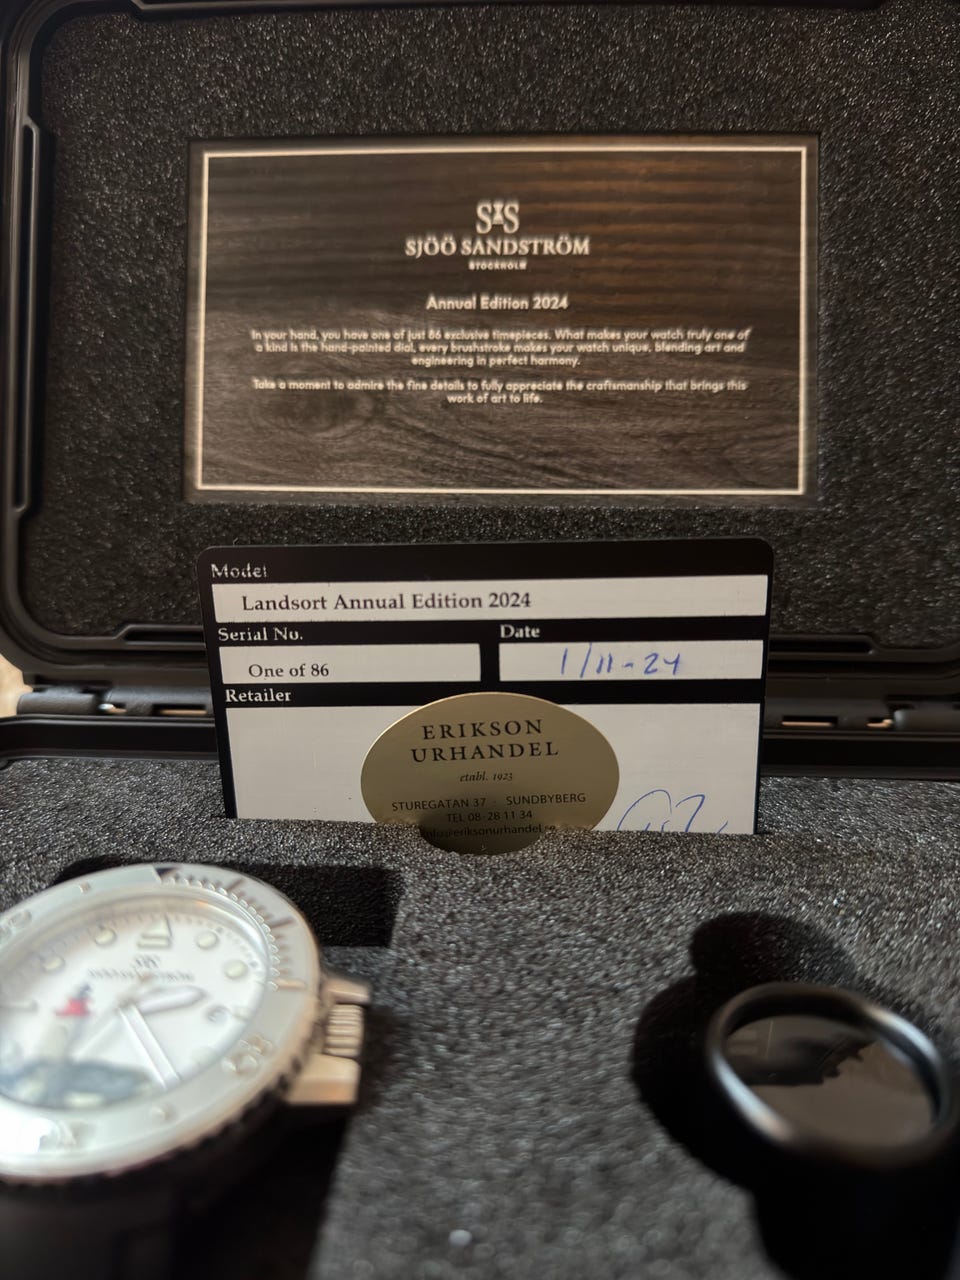 S S
SJÖÖ SANDSTRÖM
STOCKHOLM
Annual Edition 2024
In your hand, you have one of just 86 exclusive timepieces. What makes your watch truly one of
a kind is the hand-painted dial, every brushstroke makes your watch unique, blending art and
engineering in perfect harmony.
Take a moment to admire the fine details to fully appreciate the craftsmanship that brings this
work of art to life.
Model
Landsort Annual Edition 2024
Serial No.
Date
One of 86
1/11-24
Retailer
ERIKSON
URHANDEL
etabl. 1923
STUREGATAN 37 · SUNDBYBERG
TEL 08-28 11 34
info@eriksonurhandel.se